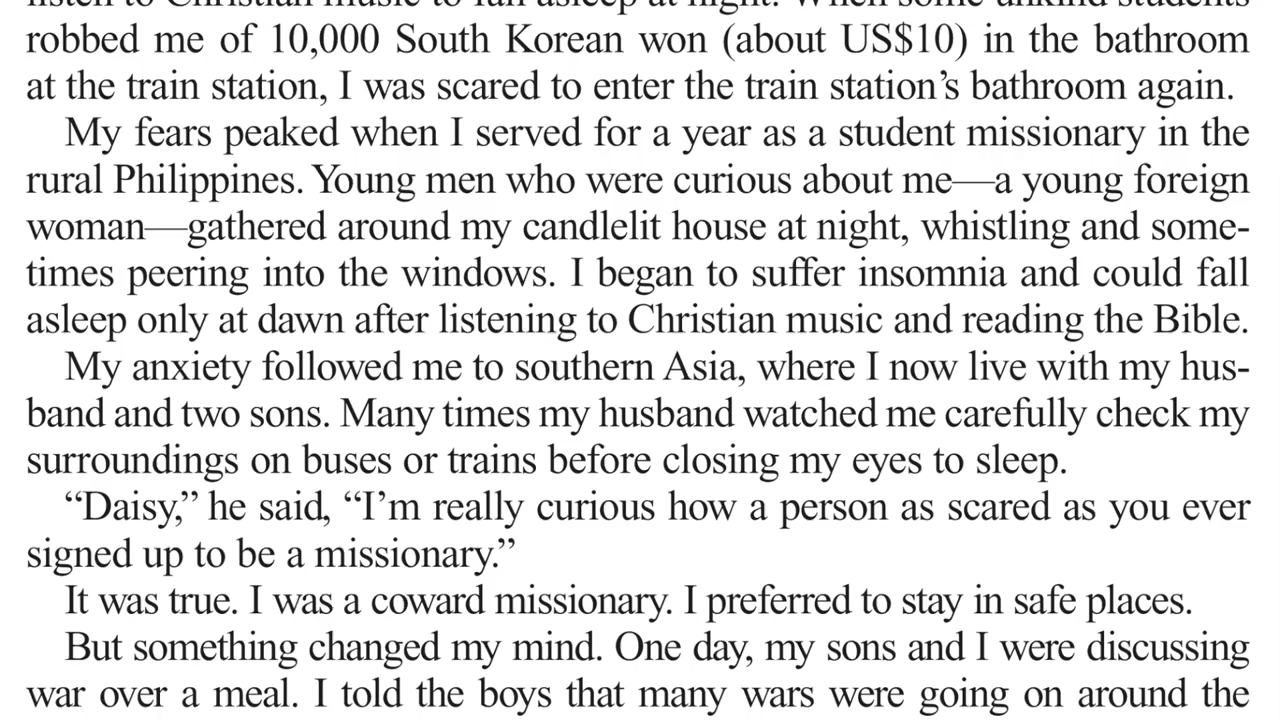 listen to Christian music to fall asleep at night. When some unkind students
robbed me of 10,000 South Korean won (about US$10) in the bathroom
at the train station, I was scared to enter the train station’s bathroom again.
My fears peaked when I served for a year as a student missionary in the
rural Philippines. Young men who were curious about me—a young foreign
woman—gathered around my candlelit house at night, whistling and some-
times peering into the windows. I began to suffer insomnia and could fall
asleep only at dawn after listening to Christian music and reading the Bible.
My anxiety followed me to southern Asia, where I now live with my hus-
band and two sons. Many times my husband watched me carefully check my
surroundings on buses or trains before closing my eyes to sleep.
“Daisy,” he said, “I’m really curious how a person as scared as you ever
signed up to be a missionary.”
It was true. I was a coward missionary. I preferred to stay in safe places.
But something changed my mind. One day, my sons and I were discussing
war over a meal. I told the boys that many wars were going on around the